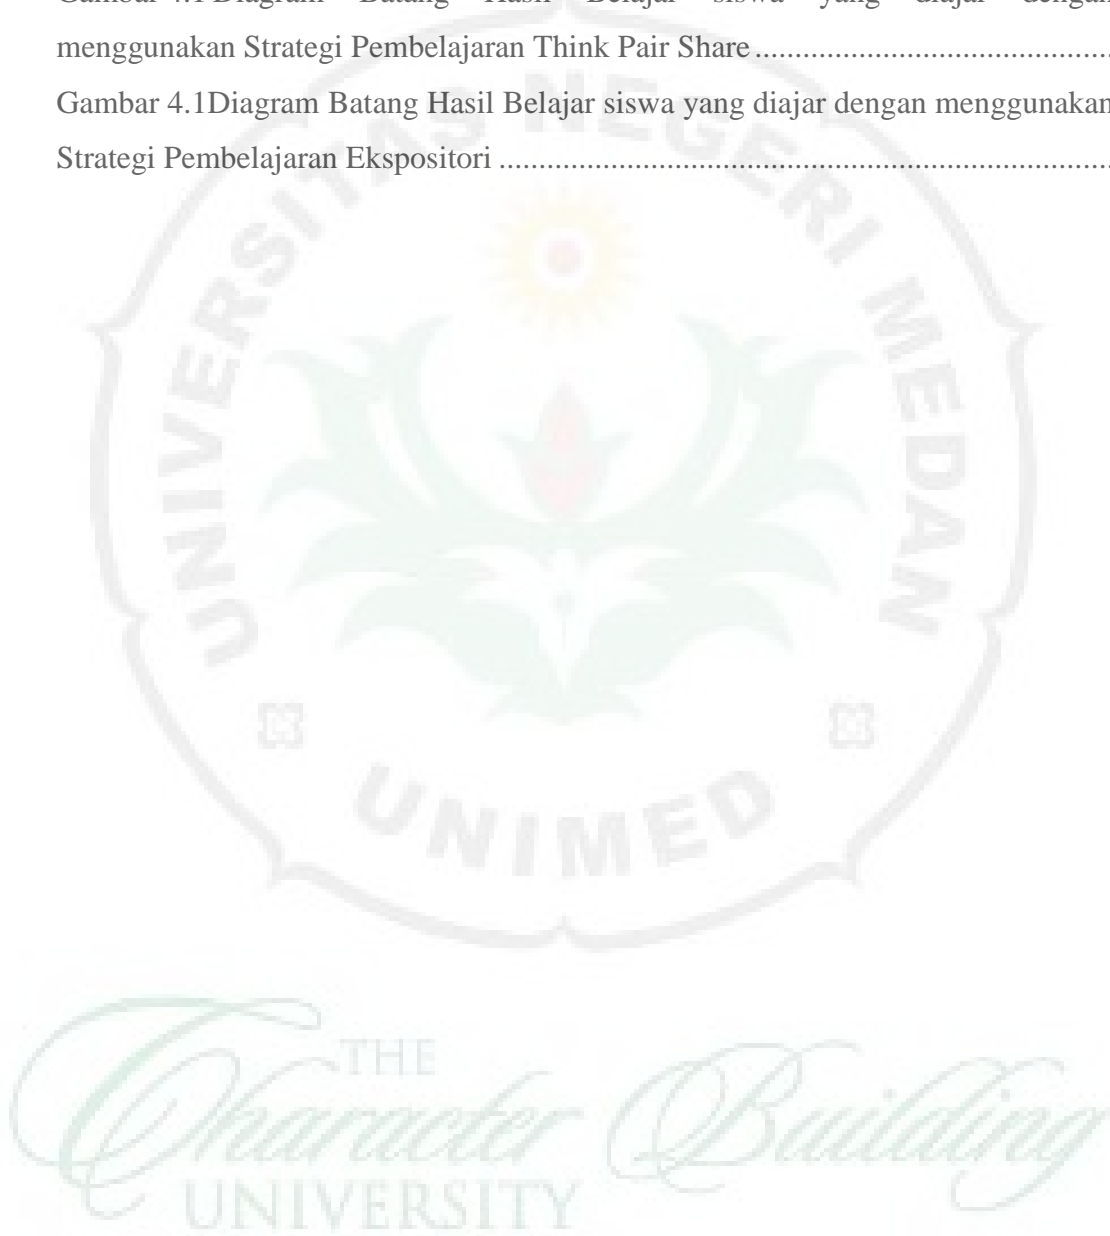 Gambar 4.1 Diagram Batang Hasil Belajar siswa yang diajar dengan
menggunakan Strategi Pembelajaran Think Pair Share ....................................
Gambar 4.1Diagram Batang Hasil Belajar siswa yang diajar dengan menggunakan
Strategi Pembelajaran Ekspositori .............................................................................
UNIVERSITAS NEGERI MEDAN
UNIMED
THE
Character Building
UNIVERSITY